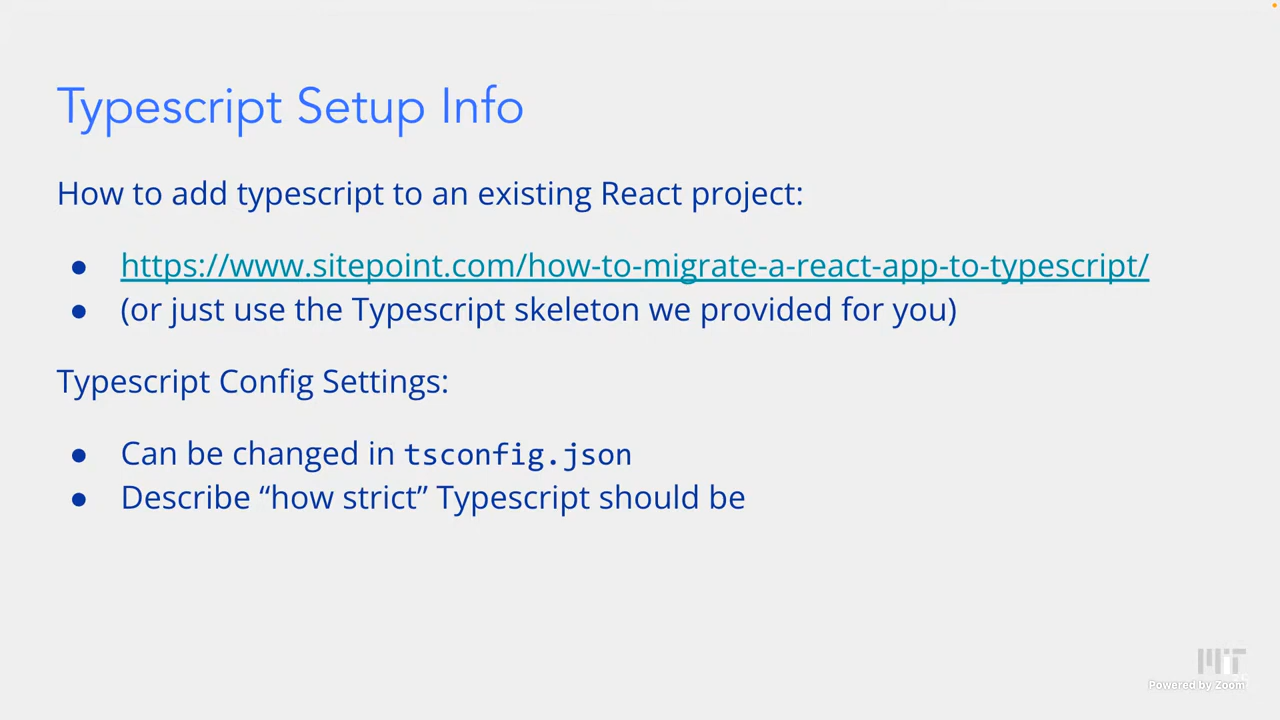 Typescript Setup Info
How to add typescript to an existing React project:
● https://www.sitepoint.com/how-to-migrate-a-react-app-to-typescript/
● (or just use the Typescript skeleton we provided for you)
Typescript Config Settings:
● Can be changed in tsconfig.json
● Describe “how strict” Typescript should be
MIT
Powered by Zoom